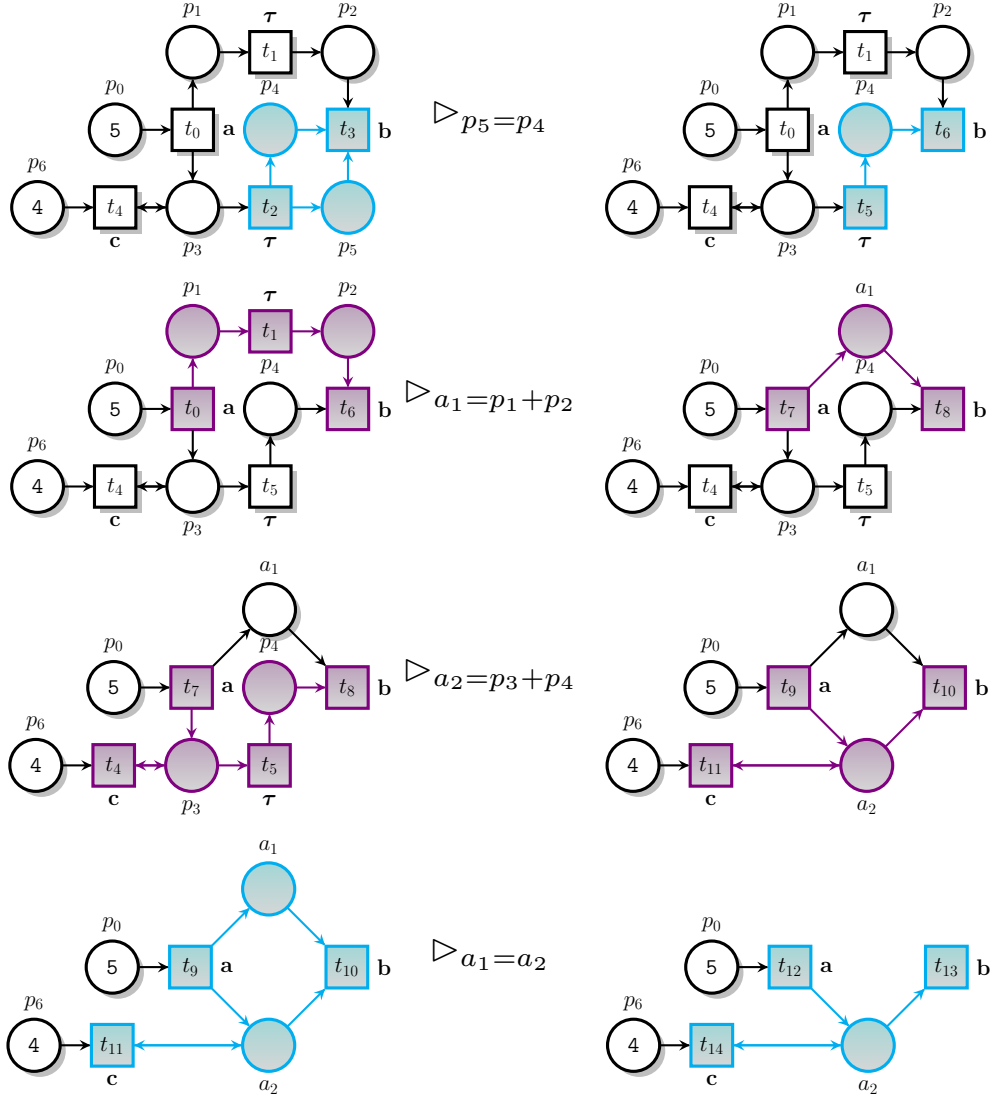 p1 τ p2 p1 τ p2
t1 t1
p0 p4 p0 p4
5 t0 a t3 b ▷p5=p4 5 t0 a t6 b
p6 p6
4 t4 t2 4 t4 t5
c p3 τ p5 c p3 τ
p1 τ p2 a1
t1
p0 p4 p0 p4
5 t0 a t6 b ▷a1=p1+p2 5 t7 a t8 b
p6 p6
4 t4 t5 4 t4 t5
c p3 τ c p3 τ
a1 a1
p0 p4 p0
5 t7 a t8 b ▷a2=p3+p4 5 t9 a t10 b
p6 p6
4 t4 t5 4 t11
c p3 τ c a2
a1
p0 p0
5 t9 a t10 b ▷a1=a2 5 t12 a t13 b
p6 p6
4 t11 4 t14
c a2 c a2